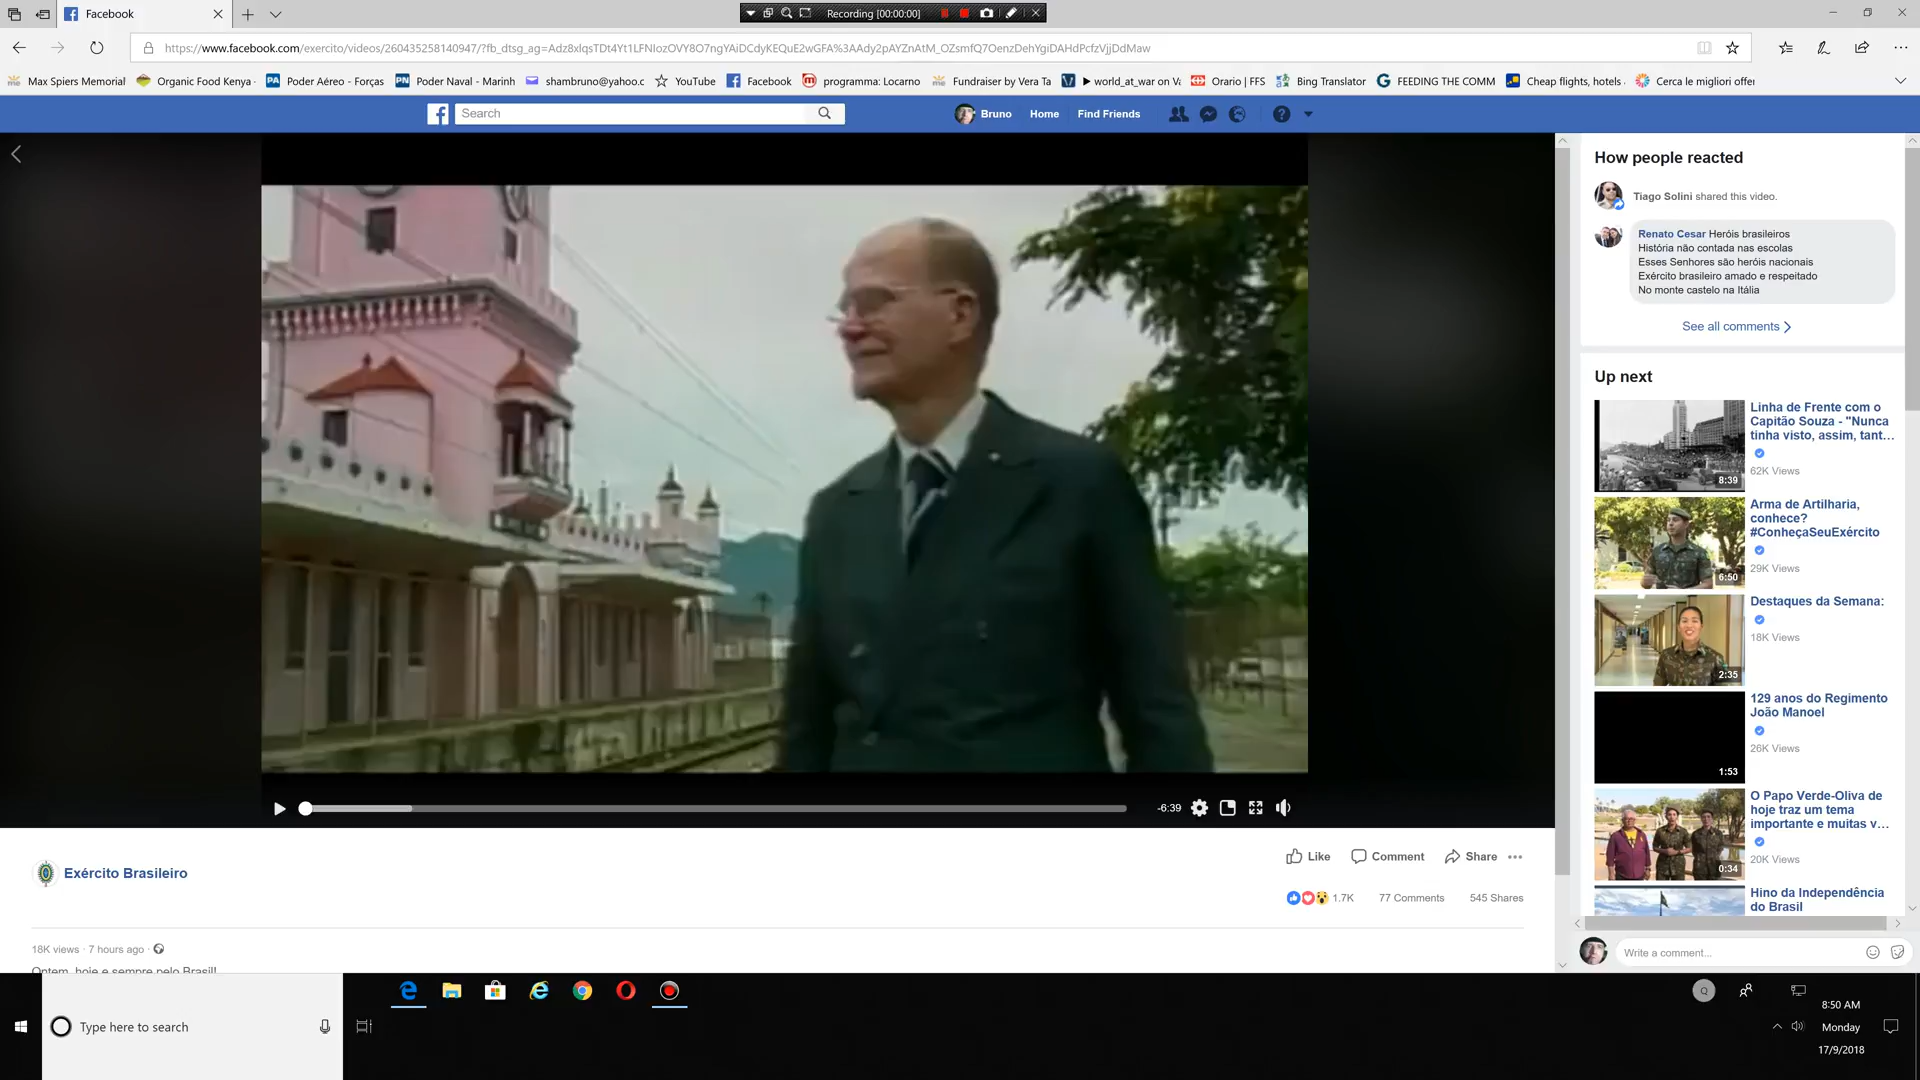 Facebook
Recording [00:00:00]
https://www.facebook.com/exercito/videos/260435258140947/?fb_dtsg_ag=Adz8xlqsTDt4Yt1LFNIozOVY8O7ngYAiDCdyKEQuE2wGFA%3AAdy2pAYZnAtM_OZsmfQ7OenzDehYgiDAHdPcfzVjjDdMaw
Max Spiers Memorial
Organic Food Kenya -
Poder Aéreo - Forças
Poder Naval - Marinh
shambruno@yahoo.c
YouTube
Facebook
programma: Locarno
Fundraiser by Vera Ta
▶ world_at_war on V
Orario | FFS
Bing Translator
FEEDING THE COMM
Cheap flights, hotels
Cerca le migliori offer
Search
Bruno
Home
Find Friends
How people reacted
Tiago Solini shared this video.
Renato Cesar Heróis brasileiros
História não contada nas escolas
Esses Senhores são heróis nacionais
Exército brasileiro amado e respeitado
No monte castelo na Itália
See all comments
Up next
Linha de Frente com o
Capitão Souza - "Nunca
tinha visto, assim, tant...
62K Views
8:39
Arma de Artilharia,
conhece?
#ConheçaSeuExército
29K Views
6:50
Destaques da Semana:
18K Views
2:35
129 anos do Regimento
João Manoel
26K Views
1:53
O Papo Verde-Oliva de
hoje traz um tema
importante e muitas v...
20K Views
0:34
Hino da Independência
do Brasil
-6:39
Exército Brasileiro
Like
Comment
Share
1.7K
77 Comments
545 Shares
18K views · 7 hours ago ·
Ontem, hoje e sempre pelo Brasil!
Write a comment...
Type here to search
Q
8:50 AM
Monday
17/9/2018